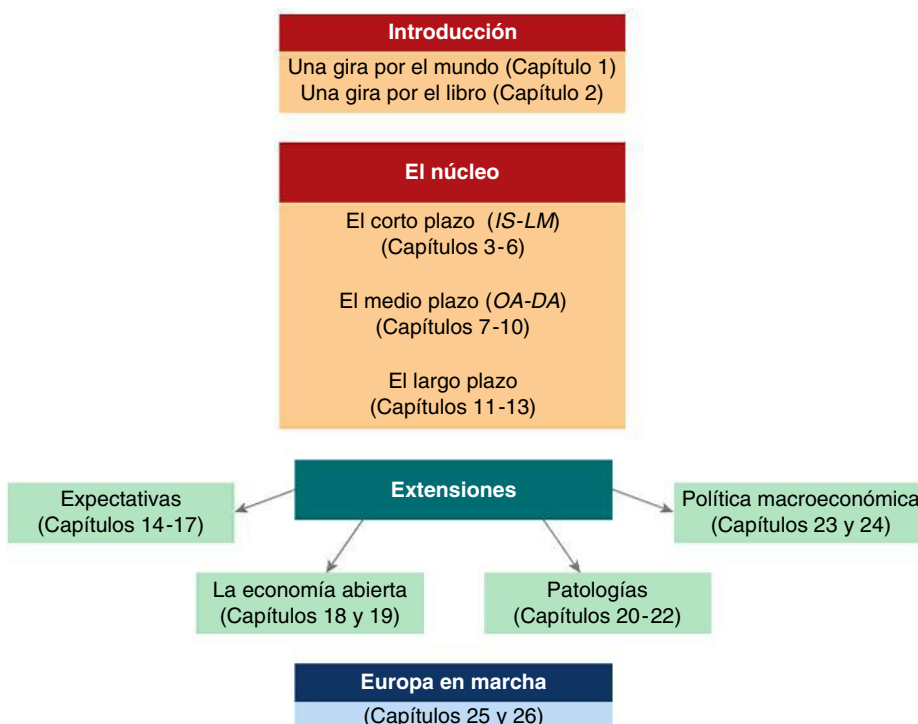 Introducción
Una gira por el mundo (Capítulo 1)
Una gira por el libro (Capítulo 2)
El núcleo
El corto plazo (IS-LM)
(Capítulos 3-6)
El medio plazo (OA-DA)
(Capítulos 7-10)
El largo plazo
(Capítulos 11-13)
Extensiones
Expectativas
(Capítulos 14-17)
Política macroeconómica
(Capítulos 23 y 24)
La economía abierta
(Capítulos 18 y 19)
Patologías
(Capítulos 20-22)
Europa en marcha
(Capítulos 25 y 26)